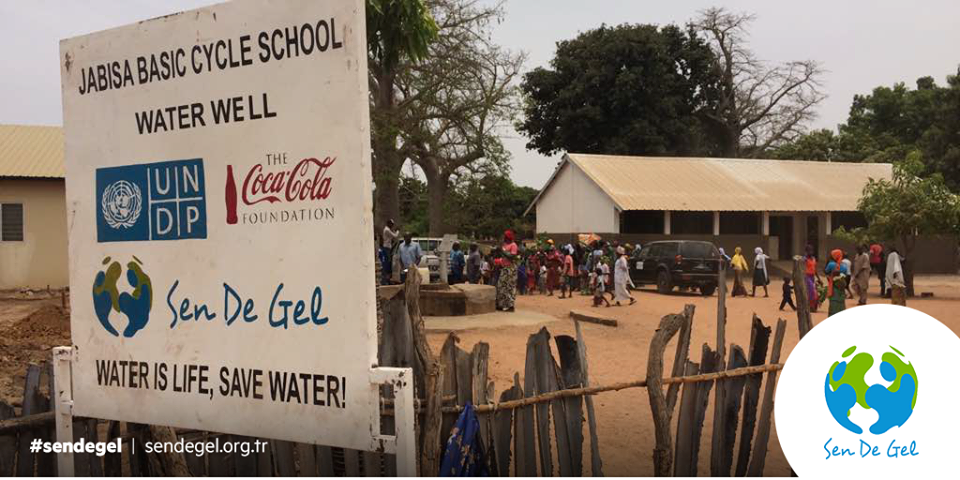 JABISA BASIC CYCLE SCHOOL
WATER WELL
UN
DP
THE
Coca-Cola
FOUNDATION
Sen De Gel
WATER IS LIFE, SAVE WATER!
#sendegel | sendegel.org.tr
Sen De Gel